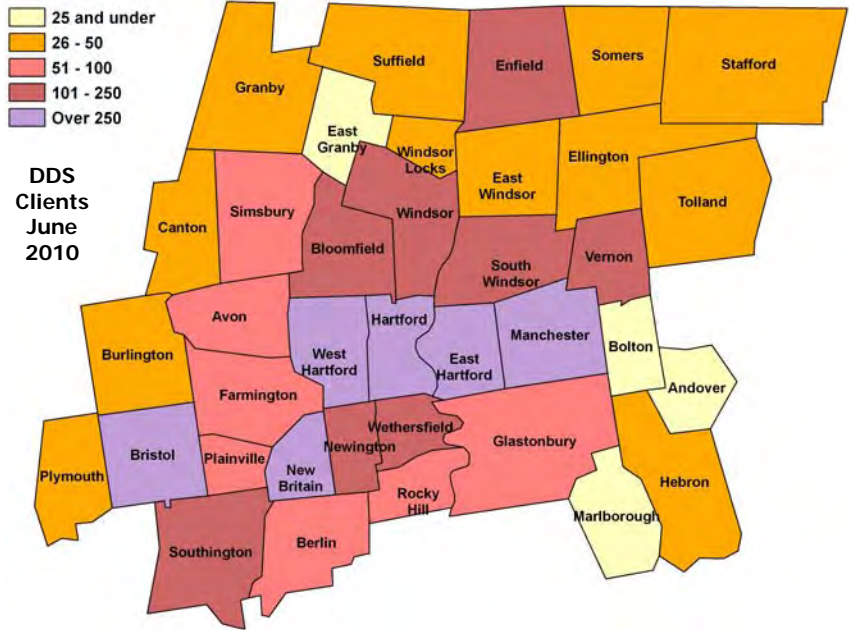 25 and under
26 - 50
51 - 100
101 - 250
Over 250
DDS
Clients
June
2010
Granby
Suffield
Enfield
Somers
Stafford
East
Granby
Windsor
Locks
East
Windsor
Ellington
Tolland
Canton
Simsbury
Bloomfield
Windsor
South
Windsor
Vernon
Burlington
Avon
West
Hartford
Hartford
East
Hartford
Manchester
Bolton
Andover
Farmington
Plymouth
Bristol
Plainville
New
Britain
Newington
Wethersfield
Glastonbury
Hebron
Rocky
Hill
Marlborough
Southington
Berlin